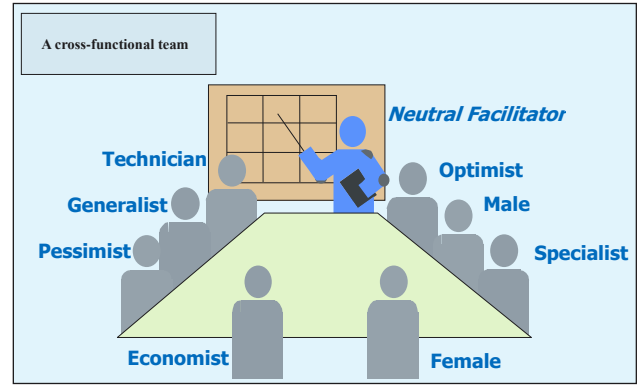 A cross-functional team
Neutral Facilitator
Technician
Optimist
Generalist
Male
Pessimist
Specialist
Economist
Female